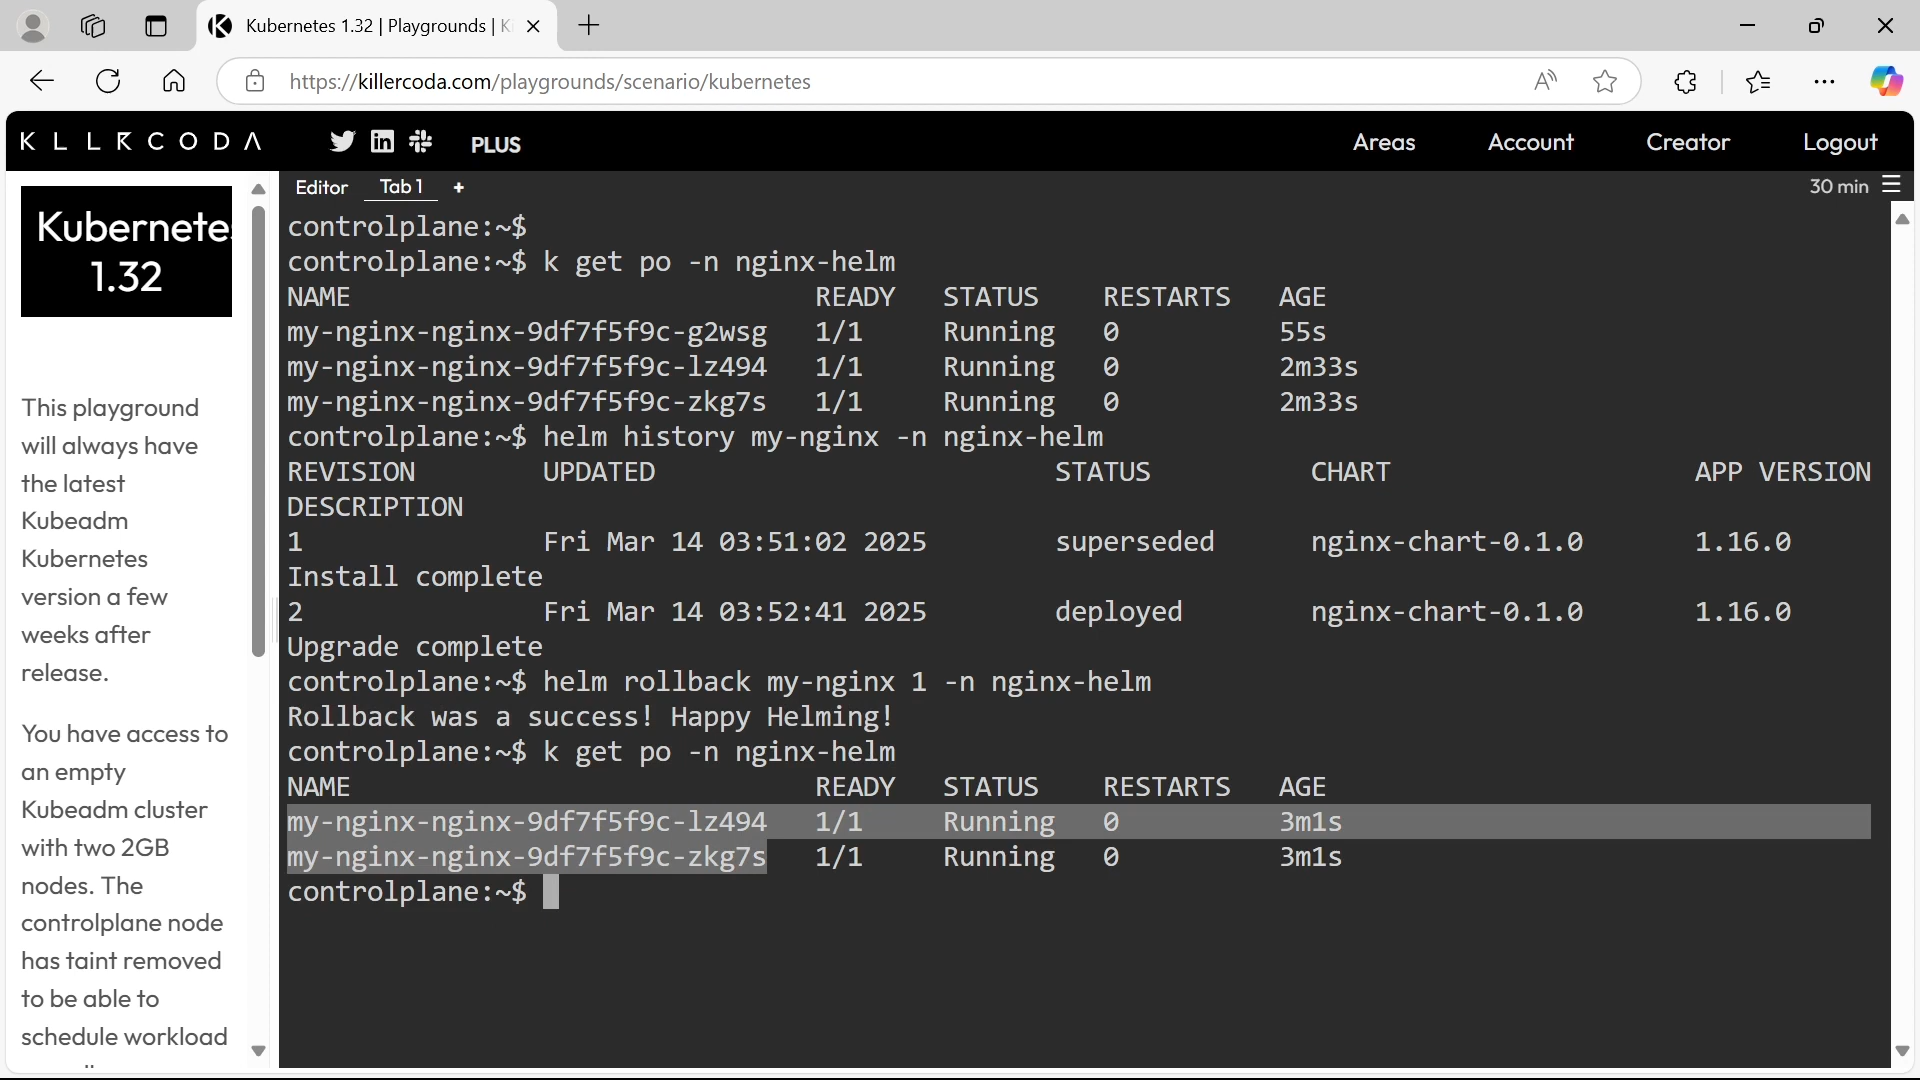 Kubernetes 1.32 | Playgrounds | Ki
https://killercoda.com/playgrounds/scenario/kubernetes
KLLRCODA PLUS Areas Account Creator Logout
Editor Tab 1 + 30 min
Kubernetes
1.32
This playground
will always have
the latest
Kubeadm
Kubernetes
version a few
weeks after
release.
You have access to
an empty
Kubeadm cluster
with two 2GB
nodes. The
controlplane node
has taint removed
to be able to
schedule workload
controlplane:~$
controlplane:~$ k get po -n nginx-helm
NAME READY STATUS RESTARTS AGE
my-nginx-nginx-9df7f5f9c-g2wsg 1/1 Running 0 55s
my-nginx-nginx-9df7f5f9c-lz494 1/1 Running 0 2m33s
my-nginx-nginx-9df7f5f9c-zkg7s 1/1 Running 0 2m33s
controlplane:~$ helm history my-nginx -n nginx-helm
REVISION UPDATED STATUS CHART APP VERSION
DESCRIPTION
1 Fri Mar 14 03:51:02 2025 superseded nginx-chart-0.1.0 1.16.0
Install complete
2 Fri Mar 14 03:52:41 2025 deployed nginx-chart-0.1.0 1.16.0
Upgrade complete
controlplane:~$ helm rollback my-nginx 1 -n nginx-helm
Rollback was a success! Happy Helming!
controlplane:~$ k get po -n nginx-helm
NAME READY STATUS RESTARTS AGE
my-nginx-nginx-9df7f5f9c-lz494 1/1 Running 0 3m1s
my-nginx-nginx-9df7f5f9c-zkg7s 1/1 Running 0 3m1s
controlplane:~$